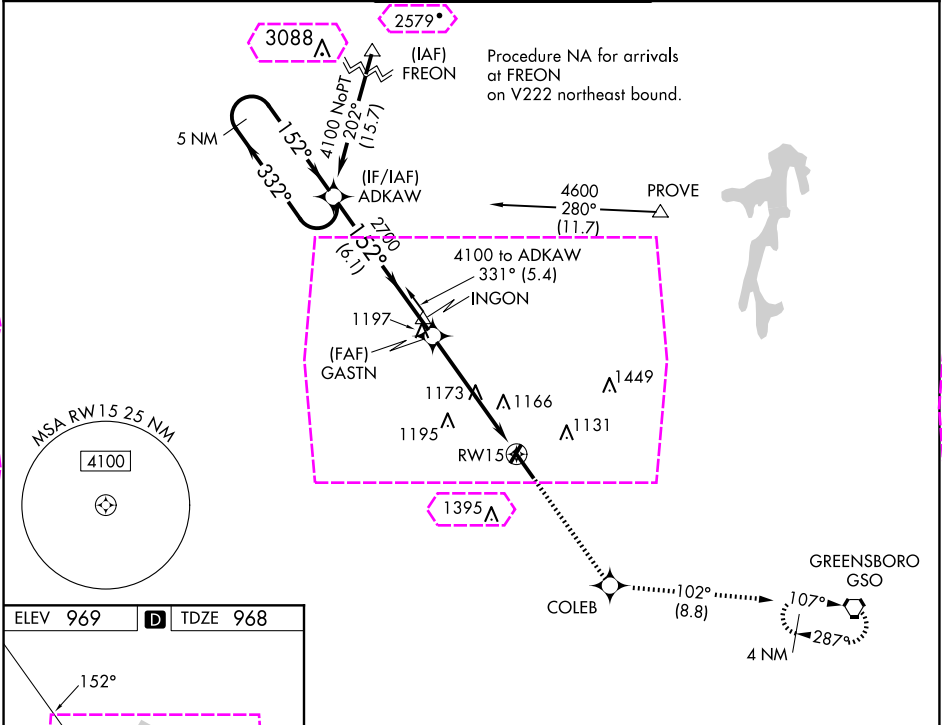 2579
3088
(IAF)
FREON
Procedure NA for arrivals
at FREON
on V222 northeast bound.
4100 NoPT
202°
(15.7)
5 NM
152°
332°
(IF/IAF)
ADKAW
4600
280°
(11.7)
PROVE
2700
152°
(6.1)
4100 to ADKAW
331° (5.4)
INGON
1197
(FAF)
GASTN
1173
1166
1449
1195
1131
RW15
MSA RW15 25 NM
4100
1395
COLEB
102°
(8.8)
GREENSBORO
GSO
107°
287°
4 NM
ELEV 969 D TDZE 968
152°